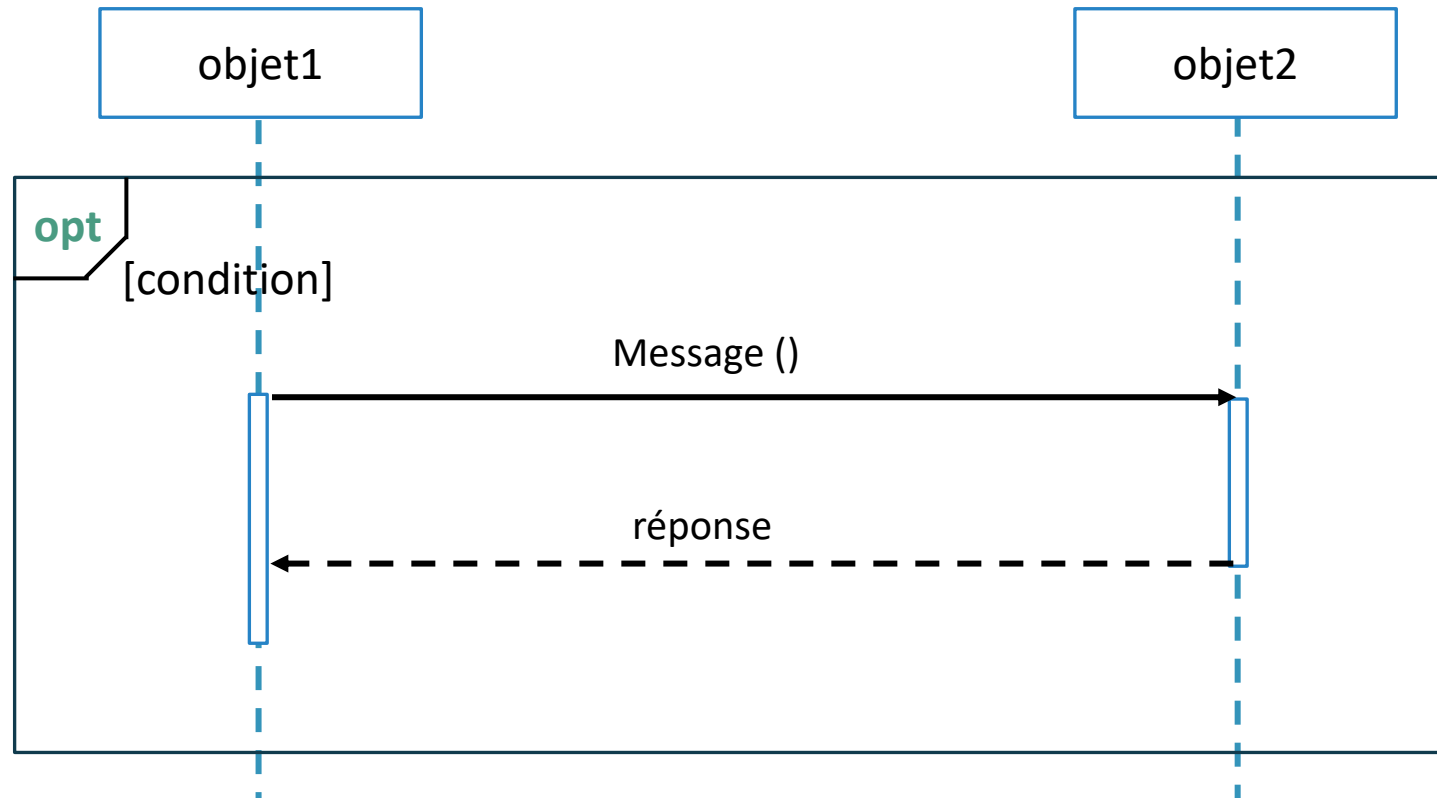 objet1
objet2
opt
[condition]
Message ()
réponse